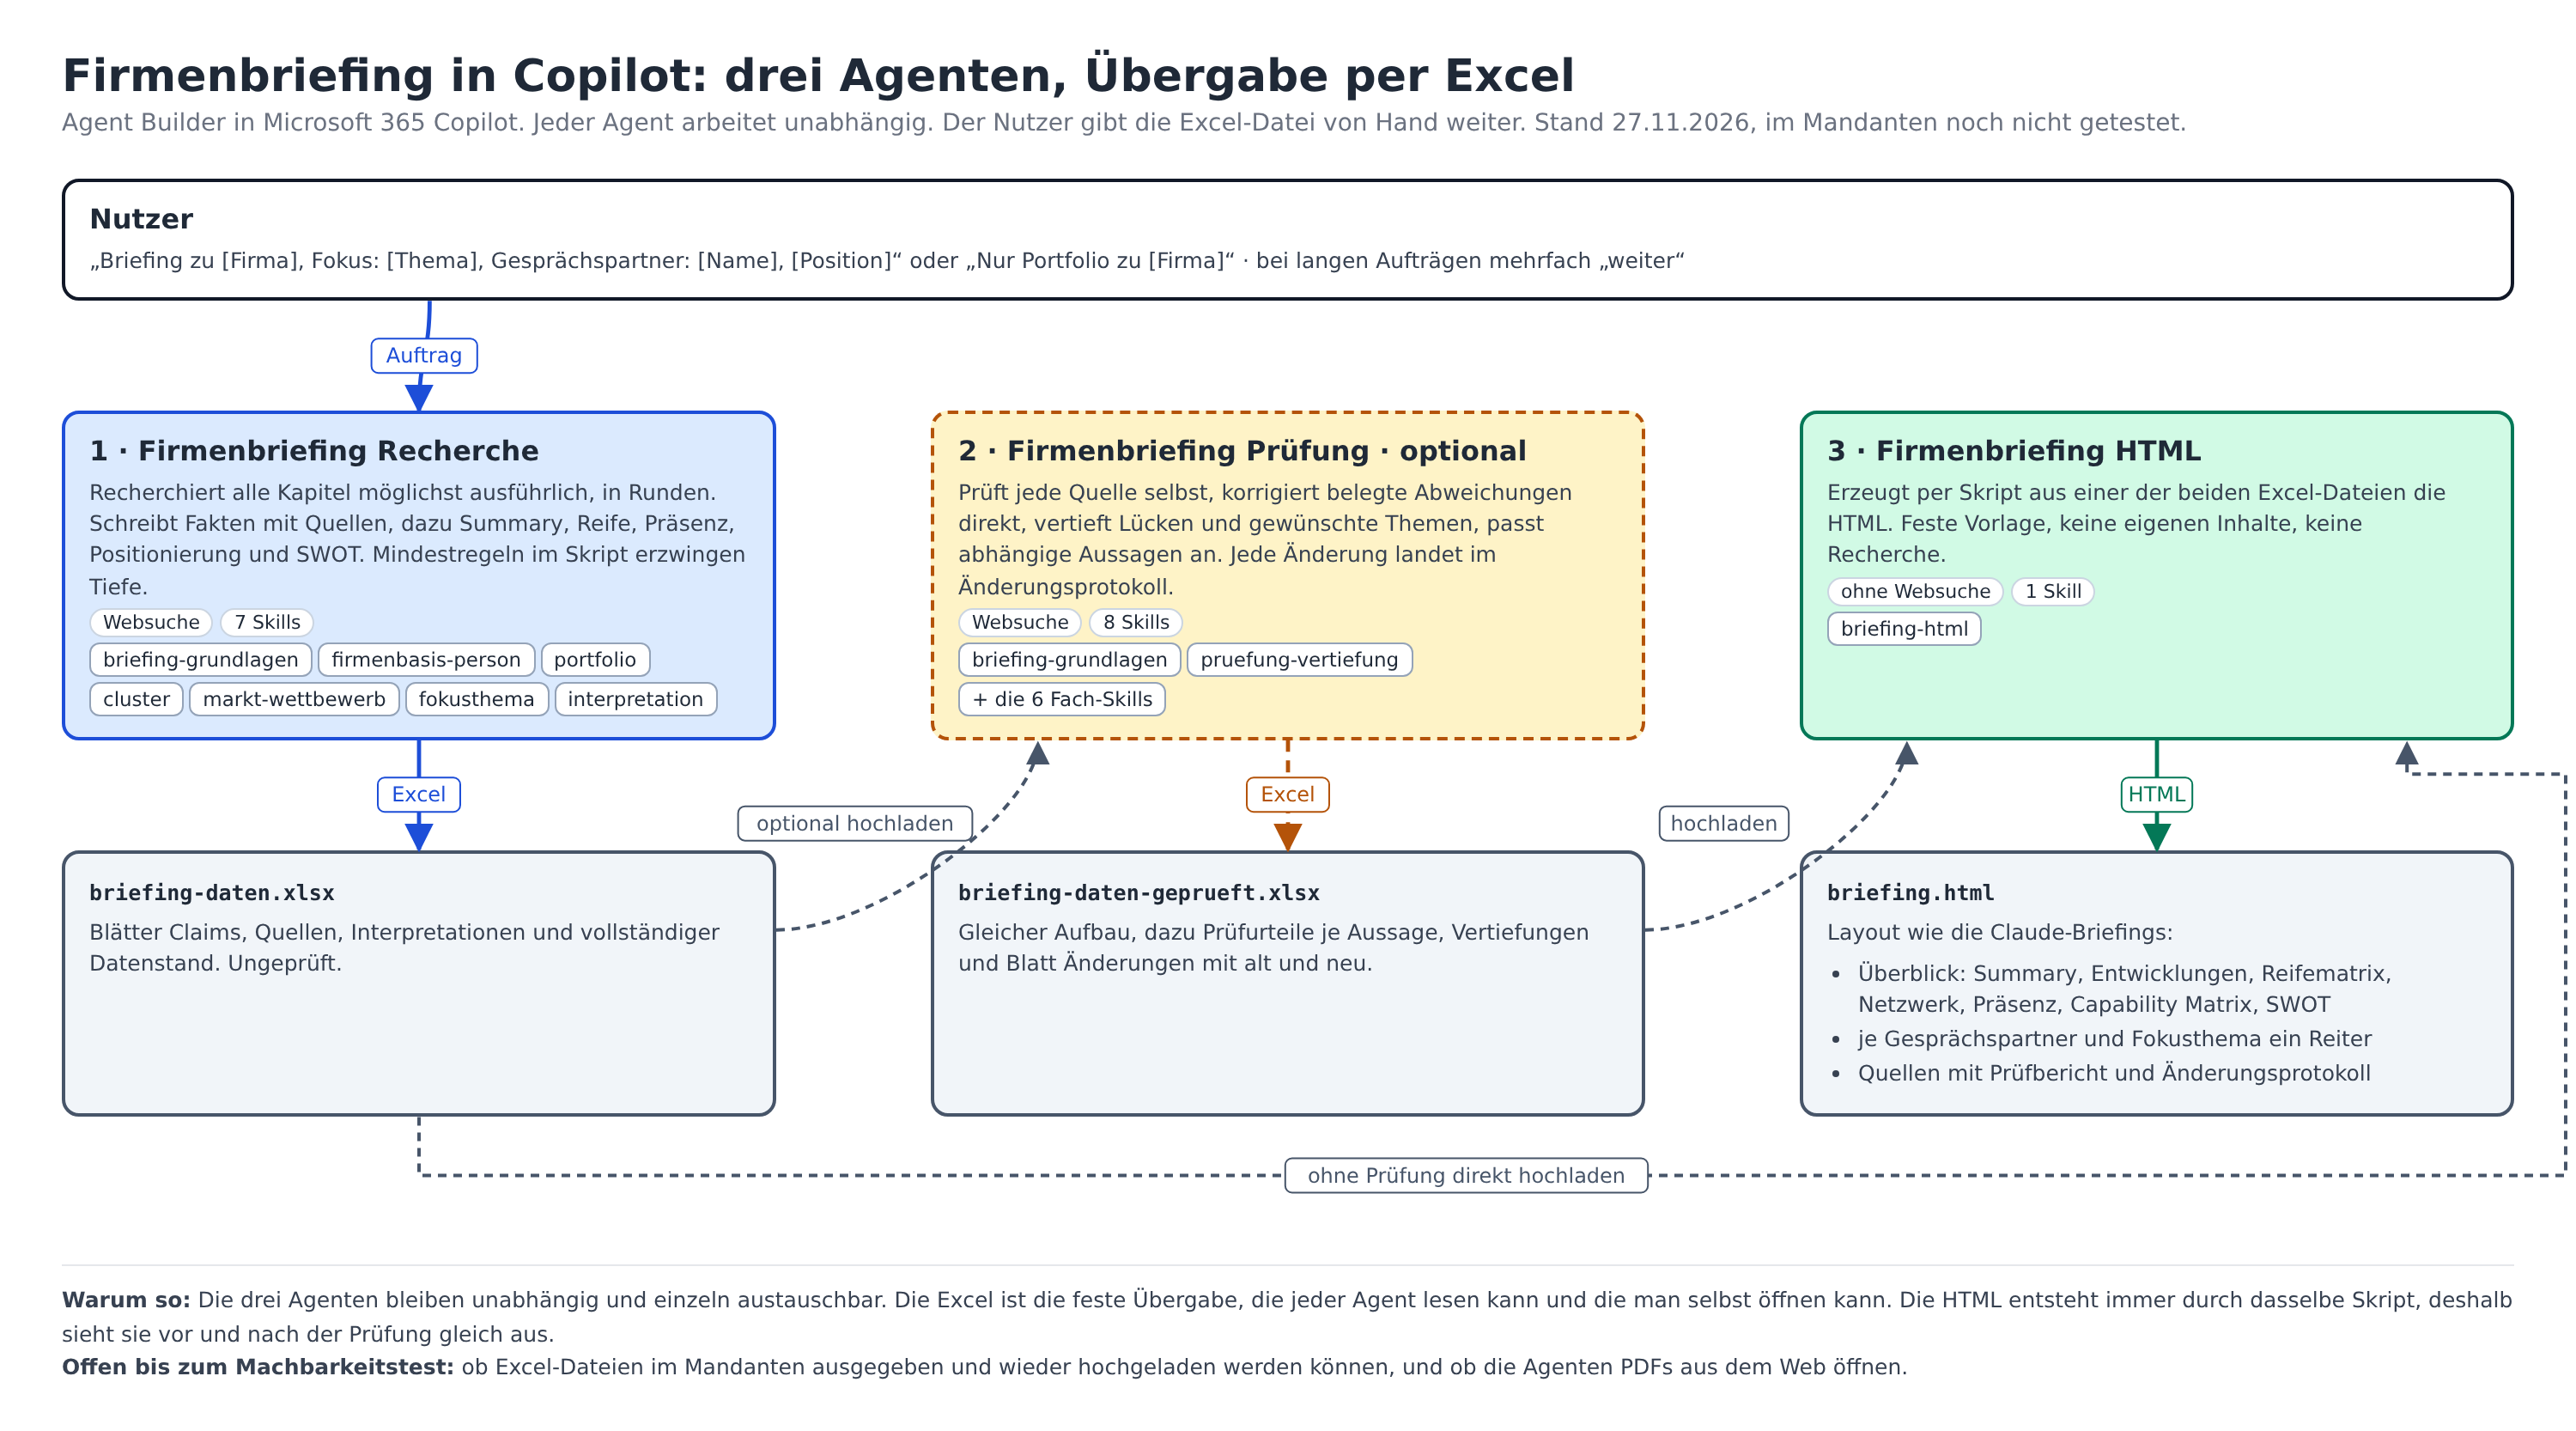 Firmenbriefing in Copilot: drei Agenten, Übergabe per Excel
Agent Builder in Microsoft 365 Copilot. Jeder Agent arbeitet unabhängig. Der Nutzer gibt die Excel-Datei von Hand weiter. Stand 27.11.2026, im Mandanten noch nicht getestet.
Nutzer
„Briefing zu [Firma], Fokus: [Thema], Gesprächspartner: [Name], [Position]“ oder „Nur Portfolio zu [Firma]“ · bei langen Aufträgen mehrfach „weiter“
Auftrag
1 · Firmenbriefing Recherche
Recherchiert alle Kapitel möglichst ausführlich, in Runden.
Schreibt Fakten mit Quellen, dazu Summary, Reife, Präsenz,
Positionierung und SWOT. Mindestregeln im Skript erzwingen
Tiefe.
Websuche
7 Skills
briefing-grundlagen
firmenbasis-person
portfolio
cluster
markt-wettbewerb
fokusthema
interpretation
2 · Firmenbriefing Prüfung · optional
Prüft jede Quelle selbst, korrigiert belegte Abweichungen
direkt, vertieft Lücken und gewünschte Themen, passt
abhängige Aussagen an. Jede Änderung landet im
Änderungsprotokoll.
Websuche
8 Skills
briefing-grundlagen
pruefung-vertiefung
+ die 6 Fach-Skills
3 · Firmenbriefing HTML
Erzeugt per Skript aus einer der beiden Excel-Dateien die
HTML. Feste Vorlage, keine eigenen Inhalte, keine
Recherche.
ohne Websuche
1 Skill
briefing-html
Excel
optional hochladen
Excel
hochladen
HTML
briefing-daten.xlsx
Blätter Claims, Quellen, Interpretationen und vollständiger
Datenstand. Ungeprüft.
briefing-daten-geprueft.xlsx
Gleicher Aufbau, dazu Prüfurteile je Aussage, Vertiefungen
und Blatt Änderungen mit alt und neu.
briefing.html
Layout wie die Claude-Briefings:
• Überblick: Summary, Entwicklungen, Reifematrix,
Netzwerk, Präsenz, Capability Matrix, SWOT
• je Gesprächspartner und Fokusthema ein Reiter
• Quellen mit Prüfbericht und Änderungsprotokoll
ohne Prüfung direkt hochladen
Warum so: Die drei Agenten bleiben unabhängig und einzeln austauschbar. Die Excel ist die feste Übergabe, die jeder Agent lesen kann und die man selbst öffnen kann. Die HTML entsteht immer durch dasselbe Skript, deshalb
sieht sie vor und nach der Prüfung gleich aus.
Offen bis zum Machbarkeitstest: ob Excel-Dateien im Mandanten ausgegeben und wieder hochgeladen werden können, und ob die Agenten PDFs aus dem Web öffnen.